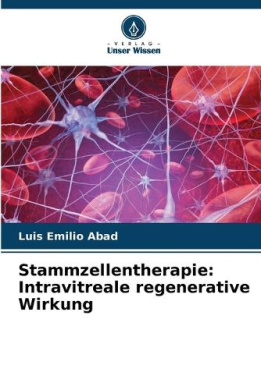 - VERLAG -
Unser Wissen
Luis Emilio Abad
Stammzellentherapie:
Intravitreale regenerative
Wirkung